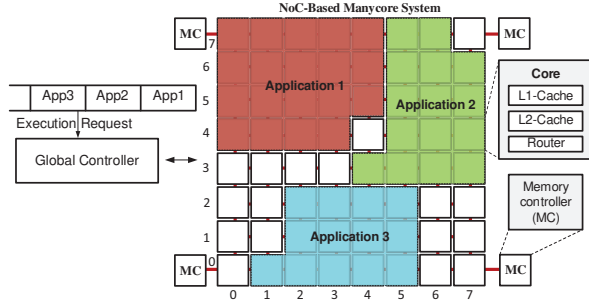 NoC-Based Manycore System
MC
7
MC
6
Application 1
Core
App3
App2
App1
5
Application 2
L1-Cache
Execution Request
L2-Cache
4
Router
Global Controller
3
2
Memory
controller
(MC)
1
Application 3
MC
0
MC
0 1 2 3 4 5 6 7